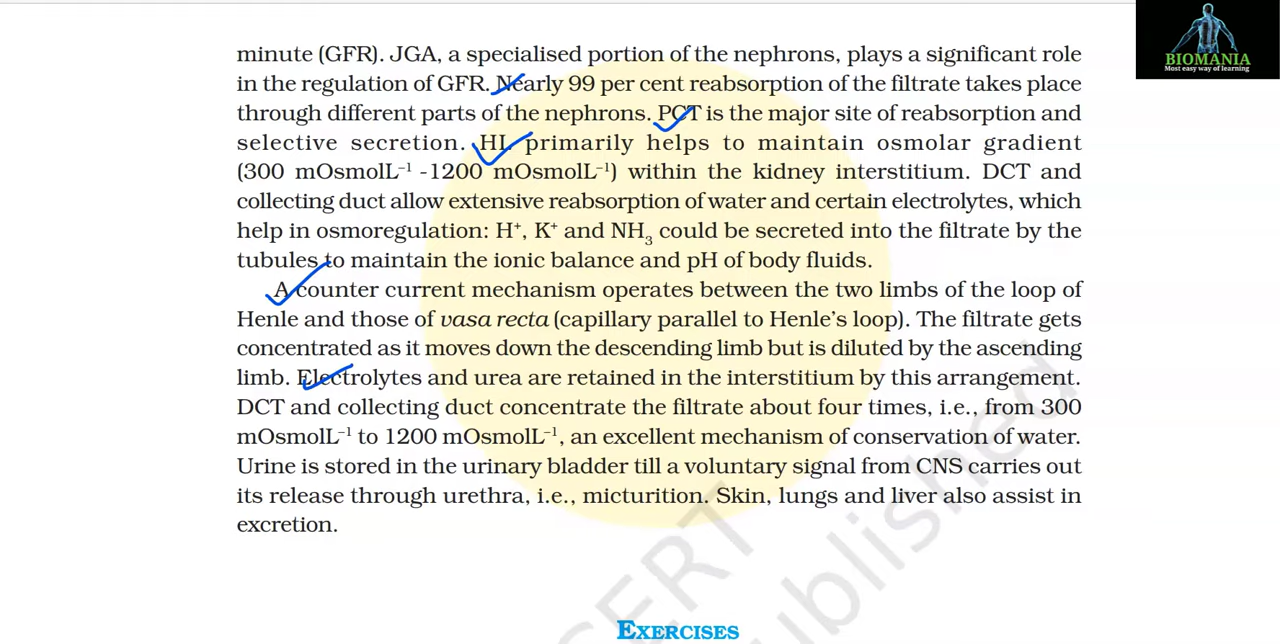 BIOMANIA
Most easy way of learning
minute (GFR). JGA, a specialised portion of the nephrons, plays a significant role
in the regulation of GFR. Nearly 99 per cent reabsorption of the filtrate takes place
through different parts of the nephrons. PCT is the major site of reabsorption and
selective secretion. HL primarily helps to maintain osmolar gradient
(300 mOsmolL⁻¹ -1200 mOsmolL⁻¹) within the kidney interstitium. DCT and
collecting duct allow extensive reabsorption of water and certain electrolytes, which
help in osmoregulation: H⁺, K⁺ and NH₃ could be secreted into the filtrate by the
tubules to maintain the ionic balance and pH of body fluids.
A counter current mechanism operates between the two limbs of the loop of
Henle and those of vasa recta (capillary parallel to Henle's loop). The filtrate gets
concentrated as it moves down the descending limb but is diluted by the ascending
limb. Electrolytes and urea are retained in the interstitium by this arrangement.
DCT and collecting duct concentrate the filtrate about four times, i.e., from 300
mOsmolL⁻¹ to 1200 mOsmolL⁻¹, an excellent mechanism of conservation of water.
Urine is stored in the urinary bladder till a voluntary signal from CNS carries out
its release through urethra, i.e., micturition. Skin, lungs and liver also assist in
excretion.
EXERCISES